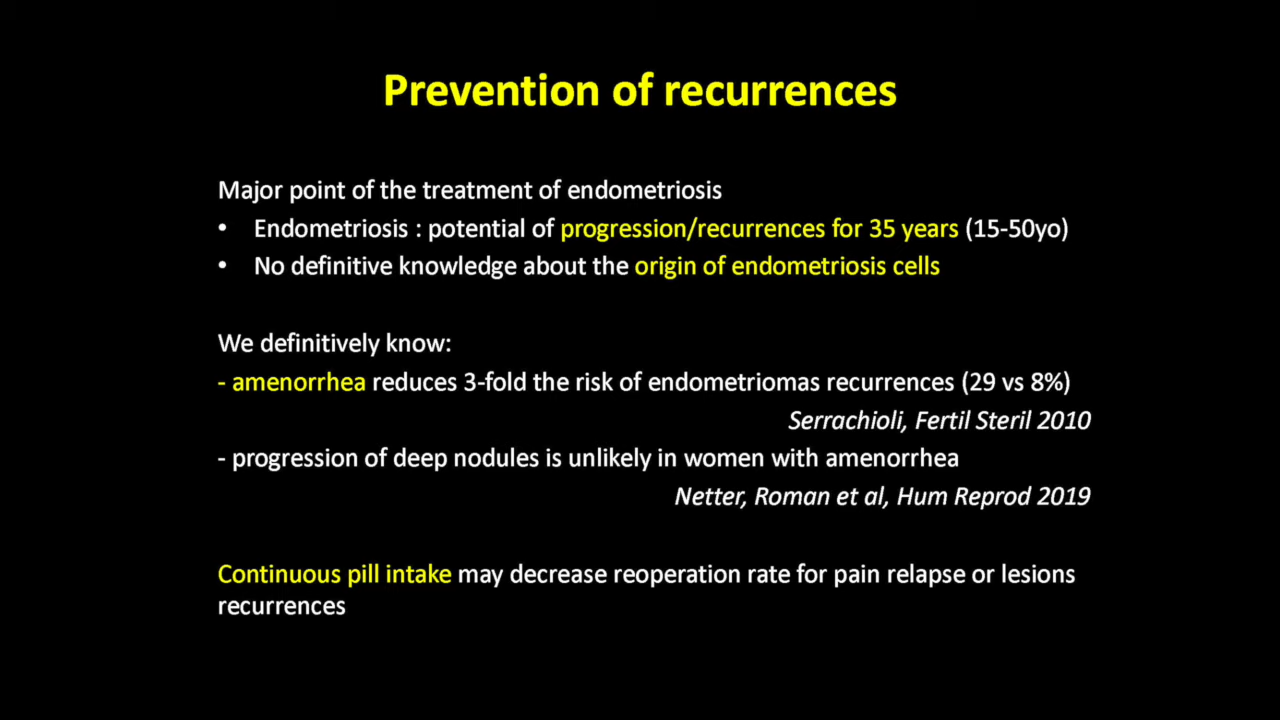 Prevention of recurrences
Major point of the treatment of endometriosis
• Endometriosis : potential of progression/recurrences for 35 years (15-50yo)
• No definitive knowledge about the origin of endometriosis cells
We definitively know:
- amenorrhea reduces 3-fold the risk of endometriomas recurrences (29 vs 8%)
Serrachioli, Fertil Steril 2010
- progression of deep nodules is unlikely in women with amenorrhea
Netter, Roman et al, Hum Reprod 2019
Continuous pill intake may decrease reoperation rate for pain relapse or lesions
recurrences